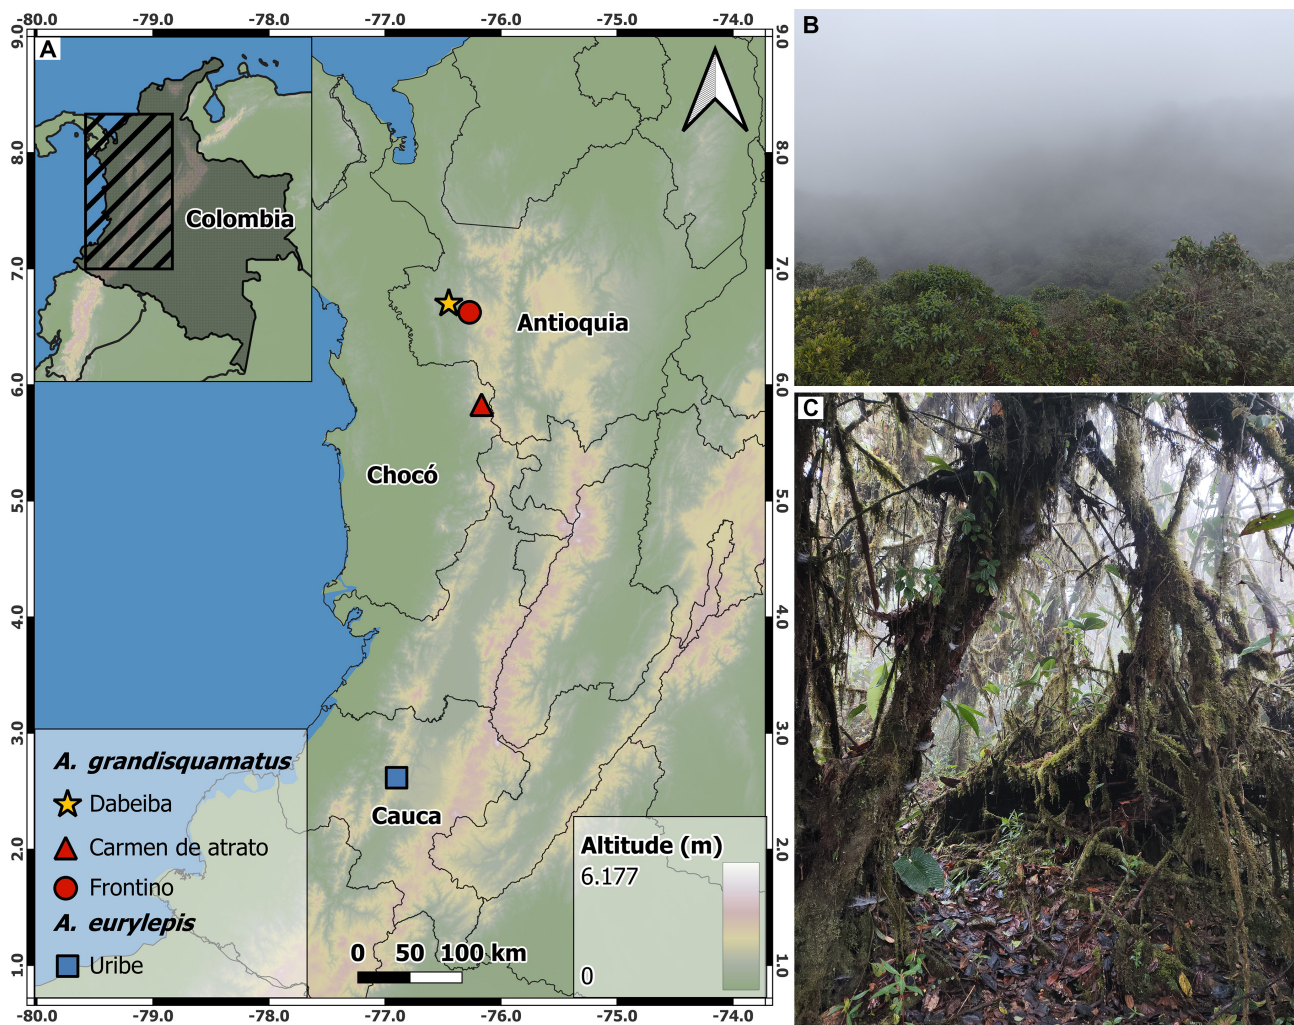 -80.0 -79.0 -78.0 -77.0 -76.0 -75.0 -74.0
9.0 9.0
A
B
8.0 8.0
Colombia
7.0 7.0
Antioquia
6.0 6.0
C
Chocó
5.0 5.0
4.0 4.0
3.0 3.0
A. grandisquamatus
Dabeiba
Carmen de atrato
Frontino
A. eurylepis
Uribe
Cauca
2.0 2.0
Altitude (m)
6.177
0
0 50 100 km
1.0 1.0
-80.0 -79.0 -78.0 -77.0 -76.0 -75.0 -74.0